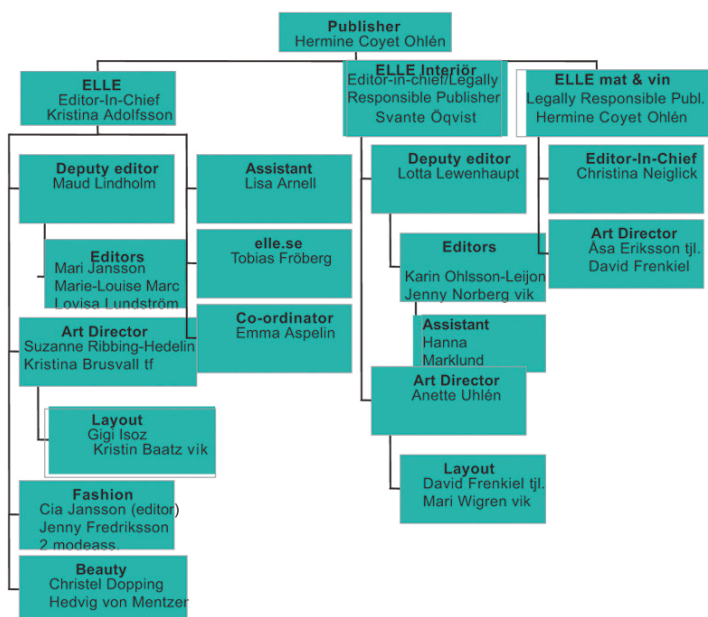 Publisher
Hermine Coyet Ohlén
ELLE
Editor-In-Chief
Kristina Adolfsson
Deputy editor
Maud Lindholm
Editors
Mari Jansson
Marie-Louise Marc
Lovisa Lundström
Art Director
Suzanne Ribbing-Hedelin
Kristina Brusvall tf
Layout
Gigi Isoz
Kristin Baatz vik
Fashion
Cia Jansson (editor)
Jenny Fredriksson
2 modeass.
Beauty
Christel Dopping
Hedvig von Mentzer
Assistant
Lisa Arnell
elle.se
Tobias Fröberg
Co-ordinator
Emma Aspelin
ELLE Interiör
Editor-in-chief/Legally
Responsible Publisher
Svante Öqvist
Deputy editor
Lotta Lewenhaupt
Editors
Karin Ohlsson-Leijon
Jenny Norberg vik
Assistant
Hanna
Marklund
Art Director
Anette Uhlén
Layout
David Frenkiel tjl.
Mari Wigren vik
ELLE mat & vin
Legally Responsible Publ.
Hermine Coyet Ohlén
Editor-In-Chief
Christina Neiglick
Art Director
Åsa Eriksson tjl.
David Frenkiel